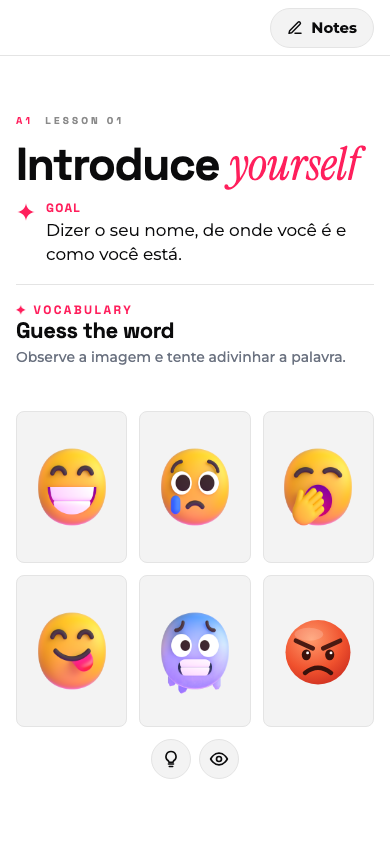 Notes
A1 LESSON 01
Introduce yourself
GOAL
Dizer o seu nome, de onde você é e
como você está.
VOCABULARY
Guess the word
Observe a imagem e tente adivinhar a palavra.